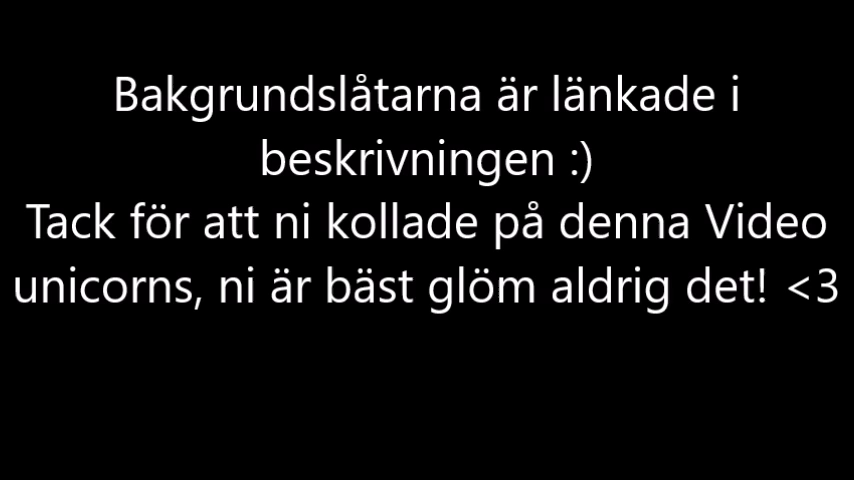 Bakgrundslåtarna är länkade i
beskrivningen :)
Tack för att ni kollade på denna Video
unicorns, ni är bäst glöm aldrig det! <3